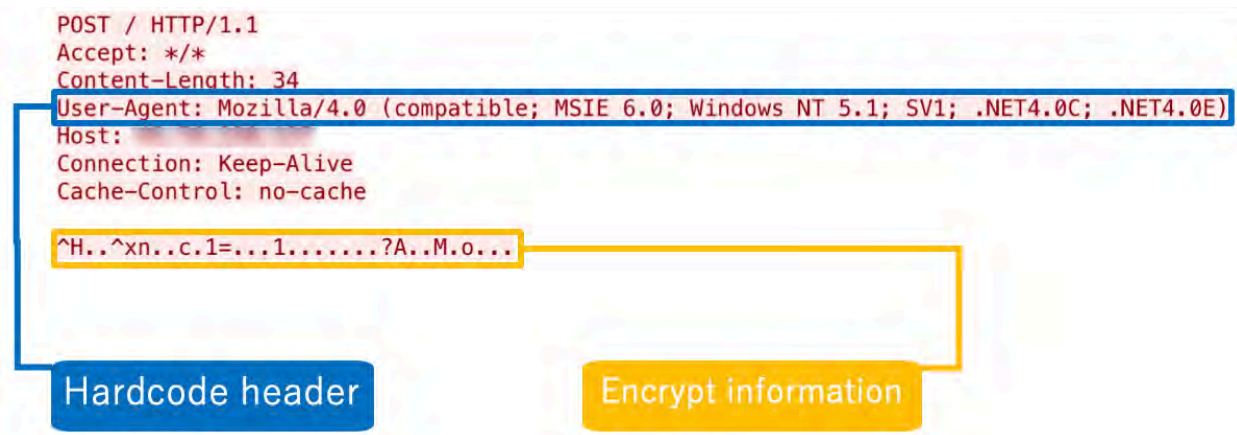 POST / HTTP/1.1
Accept: */*
Content-Length: 34
User-Agent: Mozilla/4.0 (compatible; MSIE 6.0; Windows NT 5.1; SV1; .NET4.0C; .NET4.0E)
Host:
Connection: Keep-Alive
Cache-Control: no-cache
^H..^xn..c.1=...1.......?A..M.o...
Hardcode header
Encrypt information